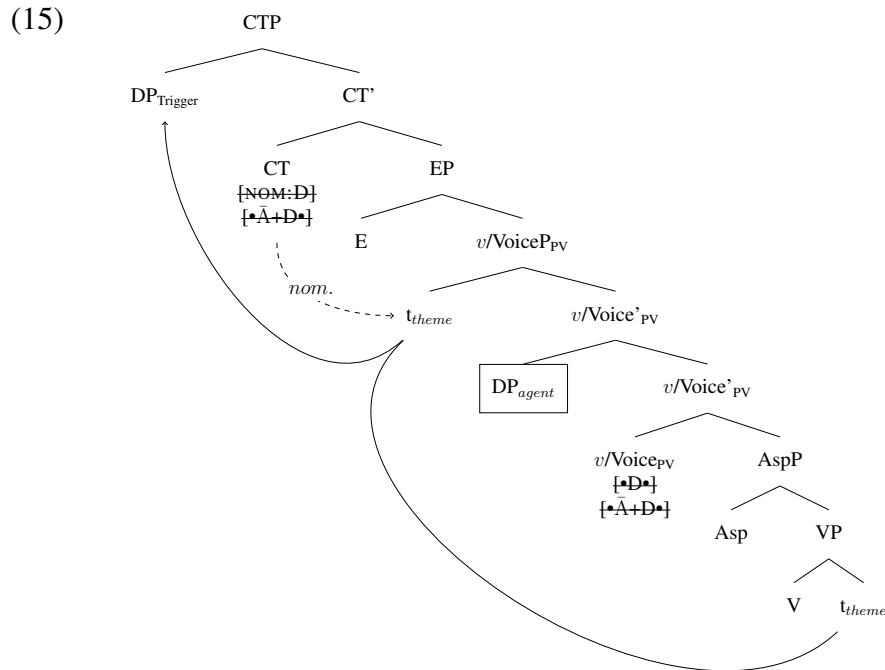 (15)
CTP
DP_Trigger CT’
CT EP
[NOM:D]
[•Ā+D•] E v/VoiceP_PV
nom.
t_theme v/Voice’_PV
DP_agent v/Voice’_PV
v/Voice_PV AspP
[•D•]
[•Ā+D•] Asp VP
V t_theme